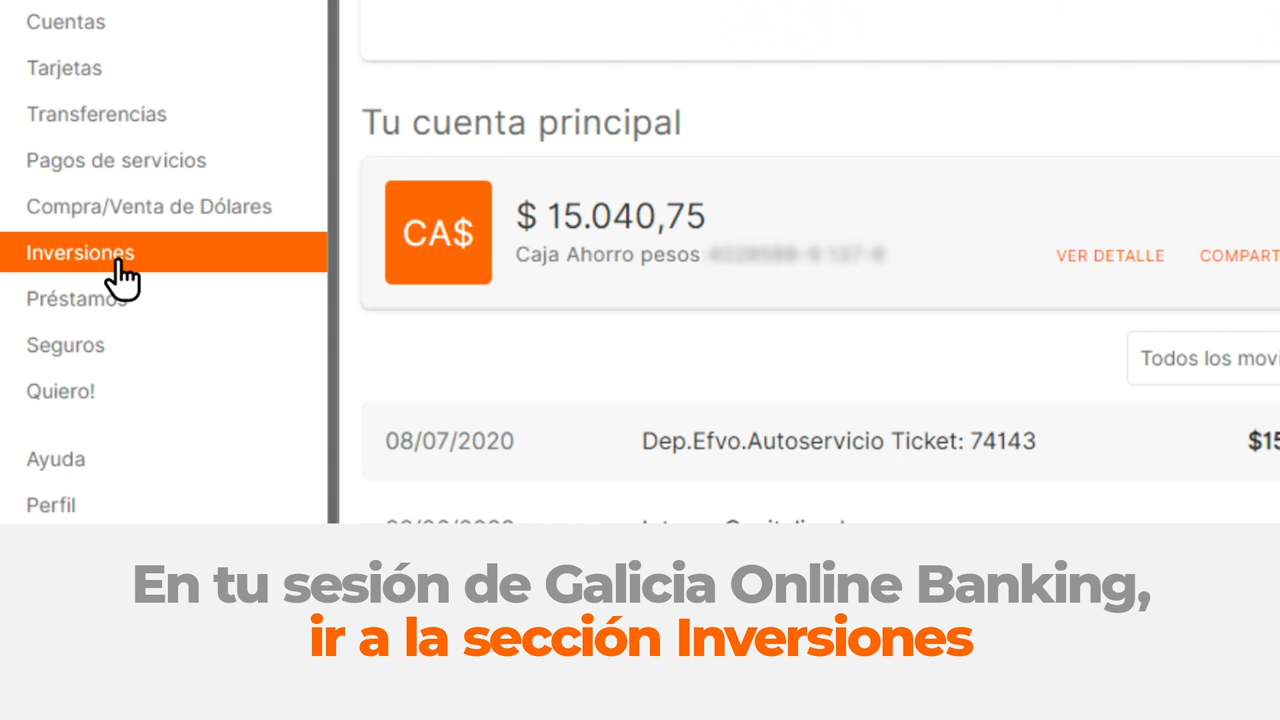 Cuentas
Tarjetas
Transferencias
Pagos de servicios
Compra/Venta de Dólares
Inversiones
Préstamos
Seguros
Quiero!
Ayuda
Perfil
Tu cuenta principal
CA$
$ 15.040,75
Caja Ahorro pesos
VER DETALLE COMPART
Todos los movi
08/07/2020 Dep.Efvo.Autoservicio Ticket: 74143 $15
En tu sesión de Galicia Online Banking,
ir a la sección Inversiones